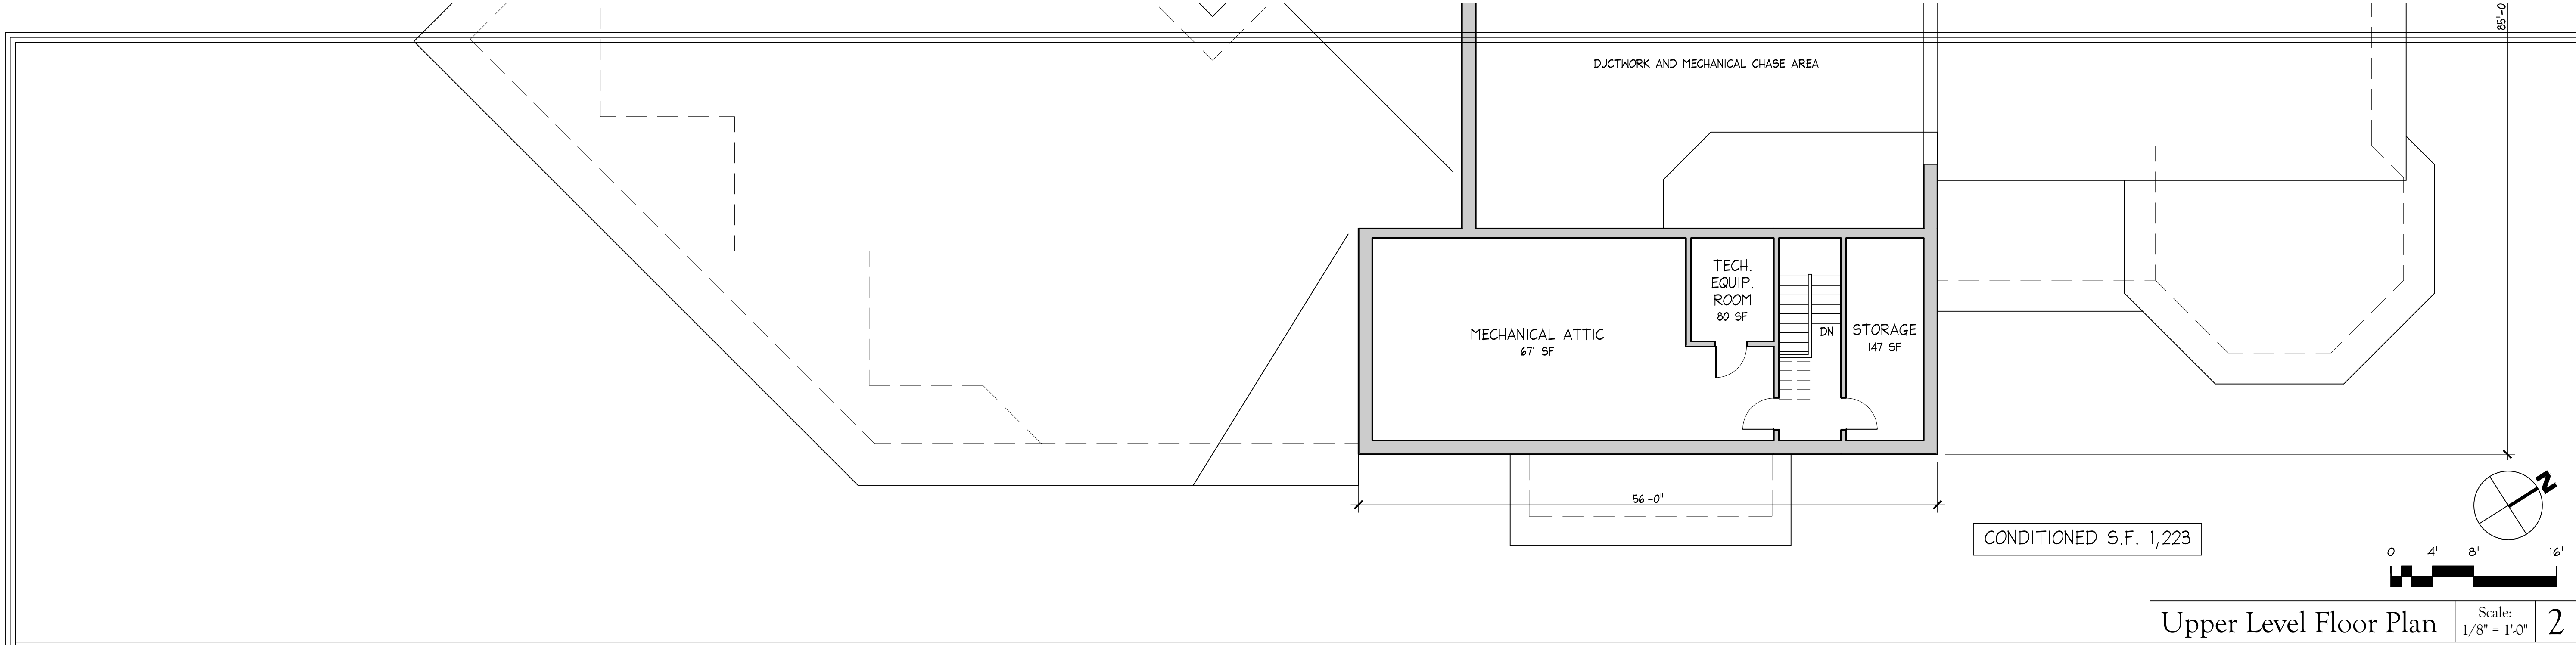 85'-0
DUCTWORK AND MECHANICAL CHASE AREA
TECH.
EQUIP.
ROOM
80 SF
MECHANICAL ATTIC
671 SF
DN
STORAGE
147 SF
56'-0"
N
CONDITIONED S.F. 1,223
0 4' 8' 16'
Upper Level Floor Plan
Scale:
1/8" = 1'-0"
2